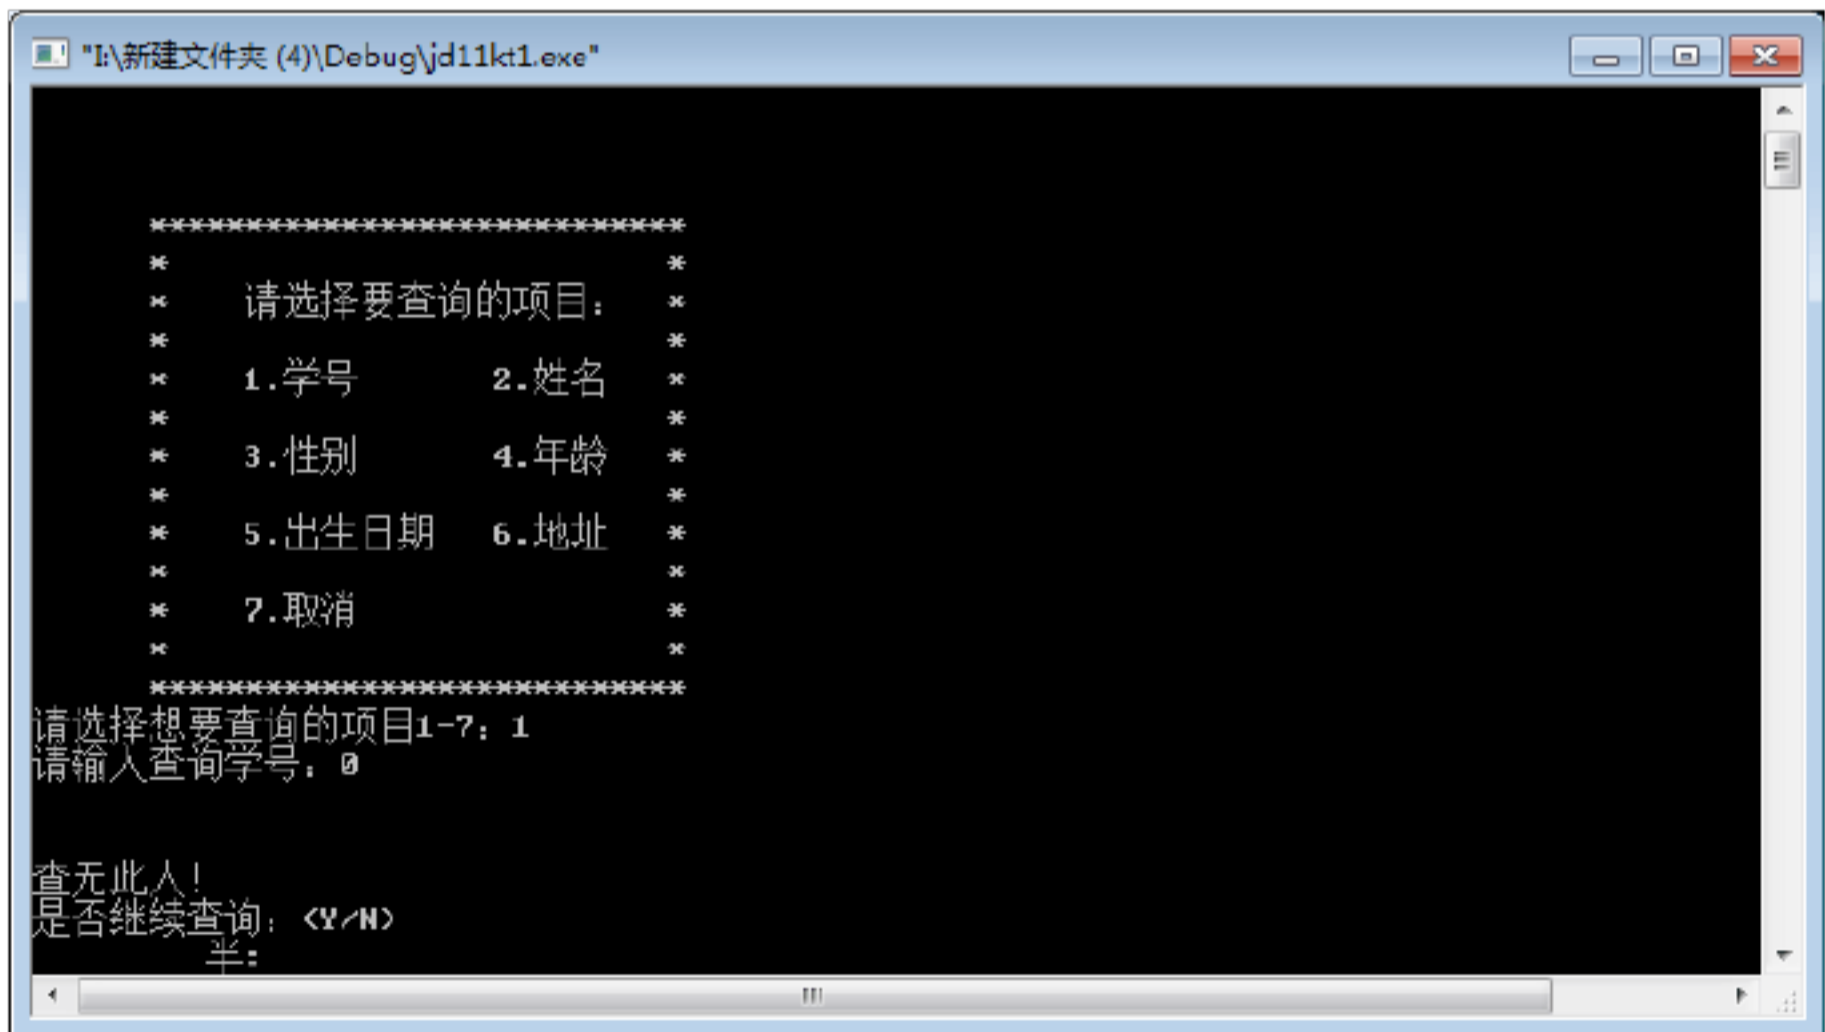 "I:\新建文件夹 (4)\Debug\jd11kt1.exe"
****************************
* *
* 请选择要查询的项目： *
* *
* 1.学号 2.姓名 *
* *
* 3.性别 4.年龄 *
* *
* 5.出生日期 6.地址 *
* *
* 7.取消 *
* *
****************************
请选择想要查询的项目1-7：1
请输入查询学号：0
查无此人！
是否继续查询：<Y/N>
半：